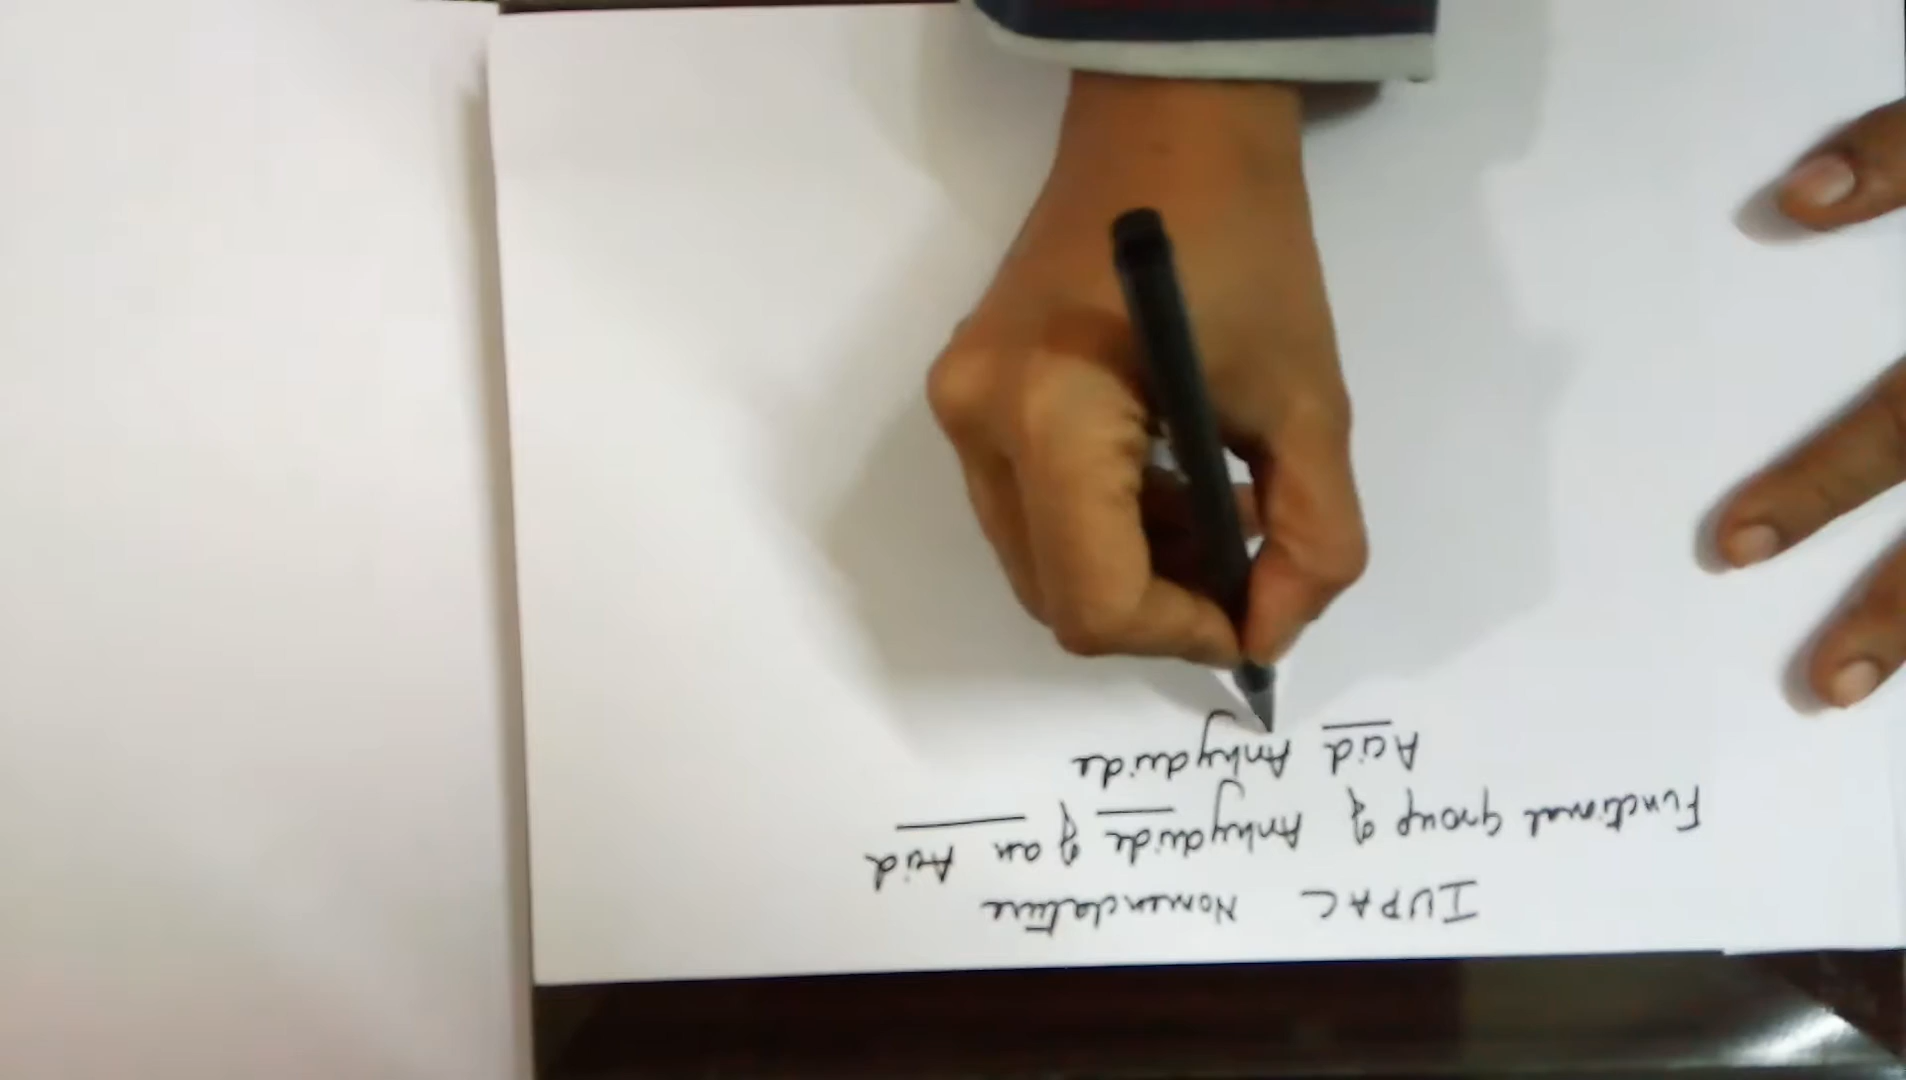 IUPAC Nomenclature
Functional group of Anhydride of an Acid
Acid Anhydride